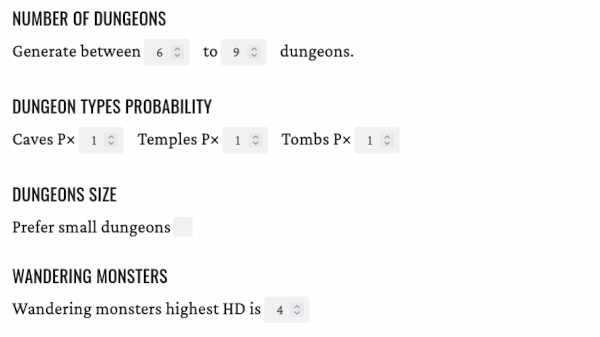 NUMBER OF DUNGEONS
Generate between 6 to 9 dungeons.
DUNGEON TYPES PROBABILITY
Caves P× 1 Temples P× 1 Tombs P× 1
DUNGEONS SIZE
Prefer small dungeons
WANDERING MONSTERS
Wandering monsters highest HD is 4